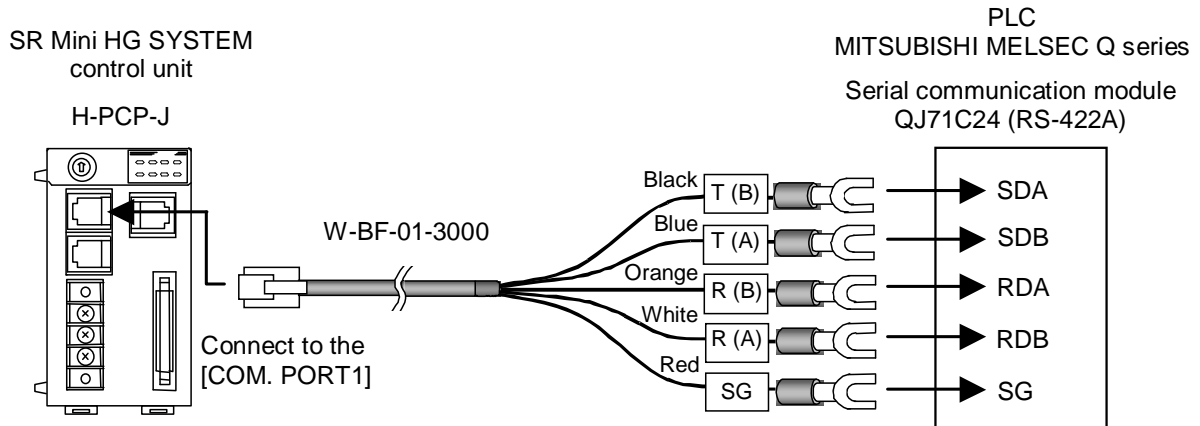 SR Mini HG SYSTEM
control unit
H-PCP-J
PLC
MITSUBISHI MELSEC Q series
Serial communication module
QJ71C24 (RS-422A)
W-BF-01-3000
Connect to the
[COM. PORT1]
Black T (B) SDA
Blue T (A) SDB
Orange R (B) RDA
White R (A) RDB
Red SG SG